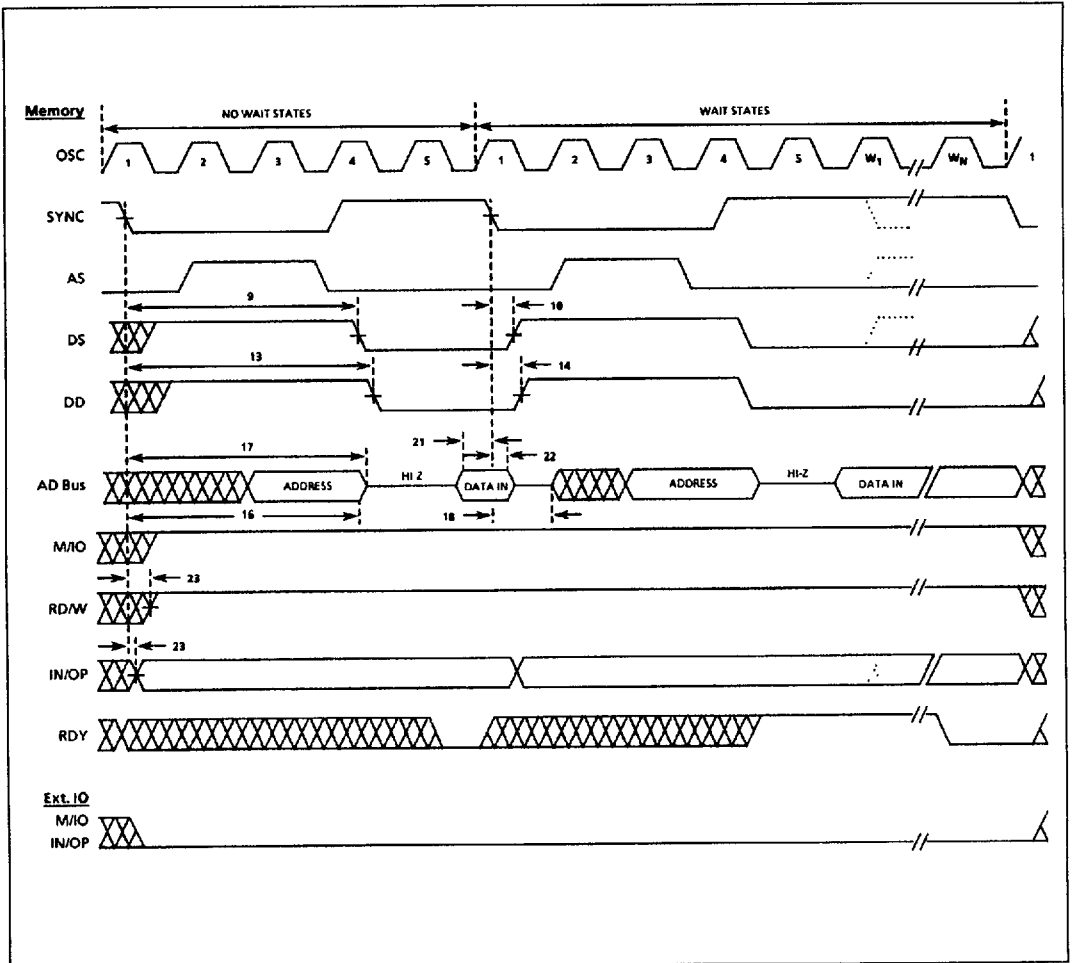 Memory
NO WAIT STATES
WAIT STATES
OSC 1 2 3 4 5 1 2 3 4 5 W1 WN 1
SYNC
AS
9 10
DS
13 14
DD
21
17 22
AD Bus ADDRESS HI-Z DATA IN ADDRESS HI-Z DATA IN
16 18
M/IO
23
RD/W
23
IN/OP
RDY
Ext. IO
M/IO
IN/OP